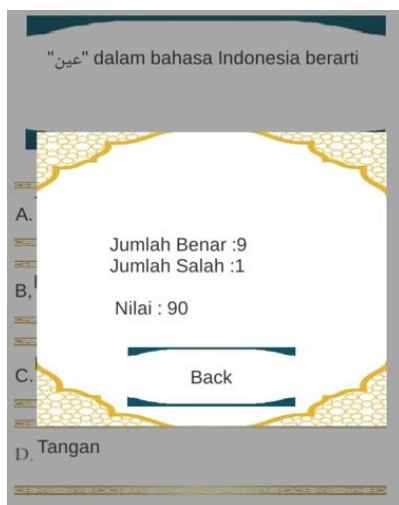 "عين" dalam bahasa Indonesia berarti
A.
B,
C.
D. Tangan
Jumlah Benar :9
Jumlah Salah :1
Nilai : 90
Back